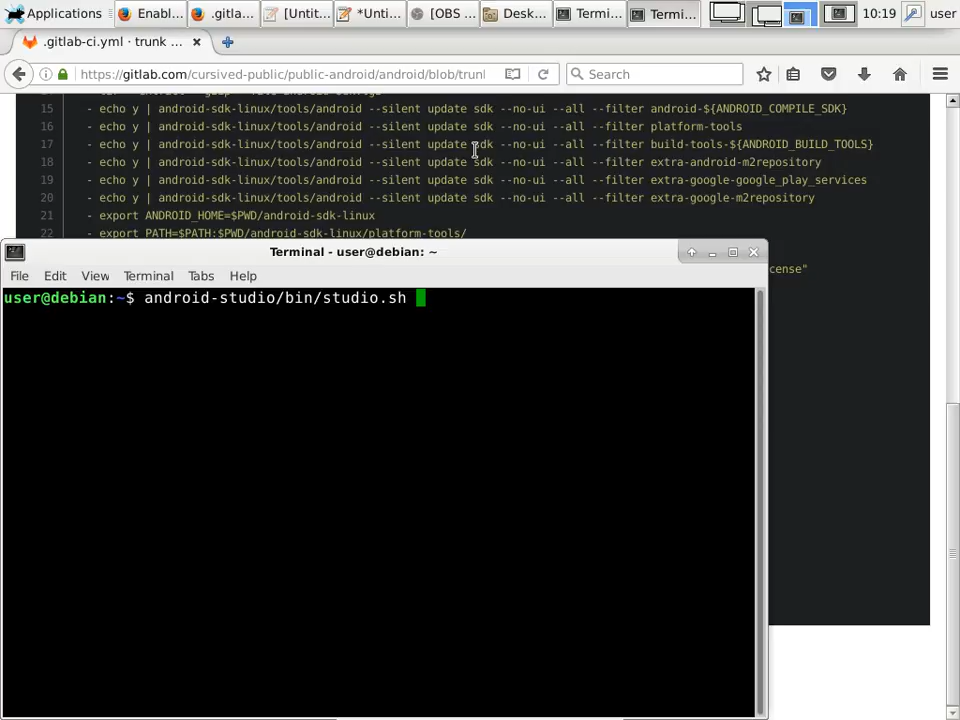 Applications Enabl... .gitla... [Untit... *Untit... [OBS ... Desk... Termi... Termi... 10:19 user
.gitlab-ci.yml · trunk ...
https://gitlab.com/cursived-public/public-android/android/blob/trunk Search
15 - echo y | android-sdk-linux/tools/android --silent update sdk --no-ui --all --filter android-${ANDROID_COMPILE_SDK}
16 - echo y | android-sdk-linux/tools/android --silent update sdk --no-ui --all --filter platform-tools
17 - echo y | android-sdk-linux/tools/android --silent update sdk --no-ui --all --filter build-tools-${ANDROID_BUILD_TOOLS}
18 - echo y | android-sdk-linux/tools/android --silent update sdk --no-ui --all --filter extra-android-m2repository
19 - echo y | android-sdk-linux/tools/android --silent update sdk --no-ui --all --filter extra-google-google_play_services
20 - echo y | android-sdk-linux/tools/android --silent update sdk --no-ui --all --filter extra-google-m2repository
21 - export ANDROID_HOME=$PWD/android-sdk-linux
22 - export PATH=$PATH:$PWD/android-sdk-linux/platform-tools/
Terminal - user@debian: ~
cense"
File Edit View Terminal Tabs Help
user@debian:~$ android-studio/bin/studio.sh